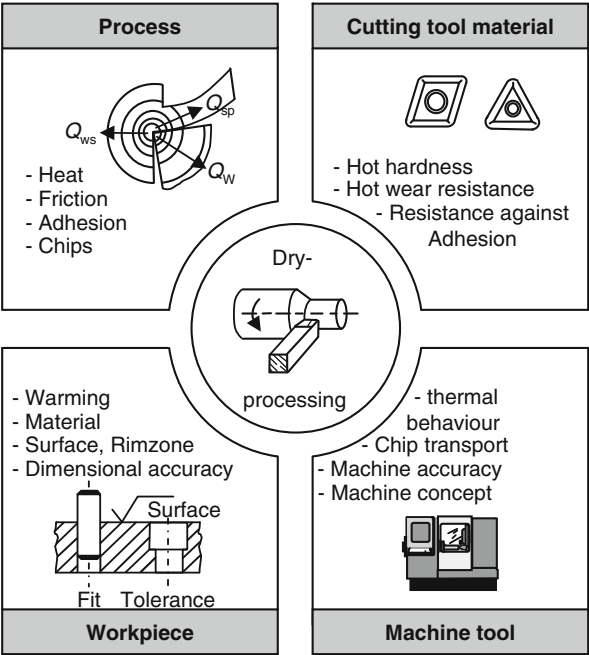 Process
Q_sp
Q_ws
Q_W
- Heat
- Friction
- Adhesion
- Chips
Cutting tool material
- Hot hardness
- Hot wear resistance
- Resistance against
Adhesion
Dry-
processing
- Warming
- Material
- Surface, Rimzone
- Dimensional accuracy
Surface
Fit Tolerance
Workpiece
- thermal
behaviour
- Chip transport
- Machine accuracy
- Machine concept
Machine tool